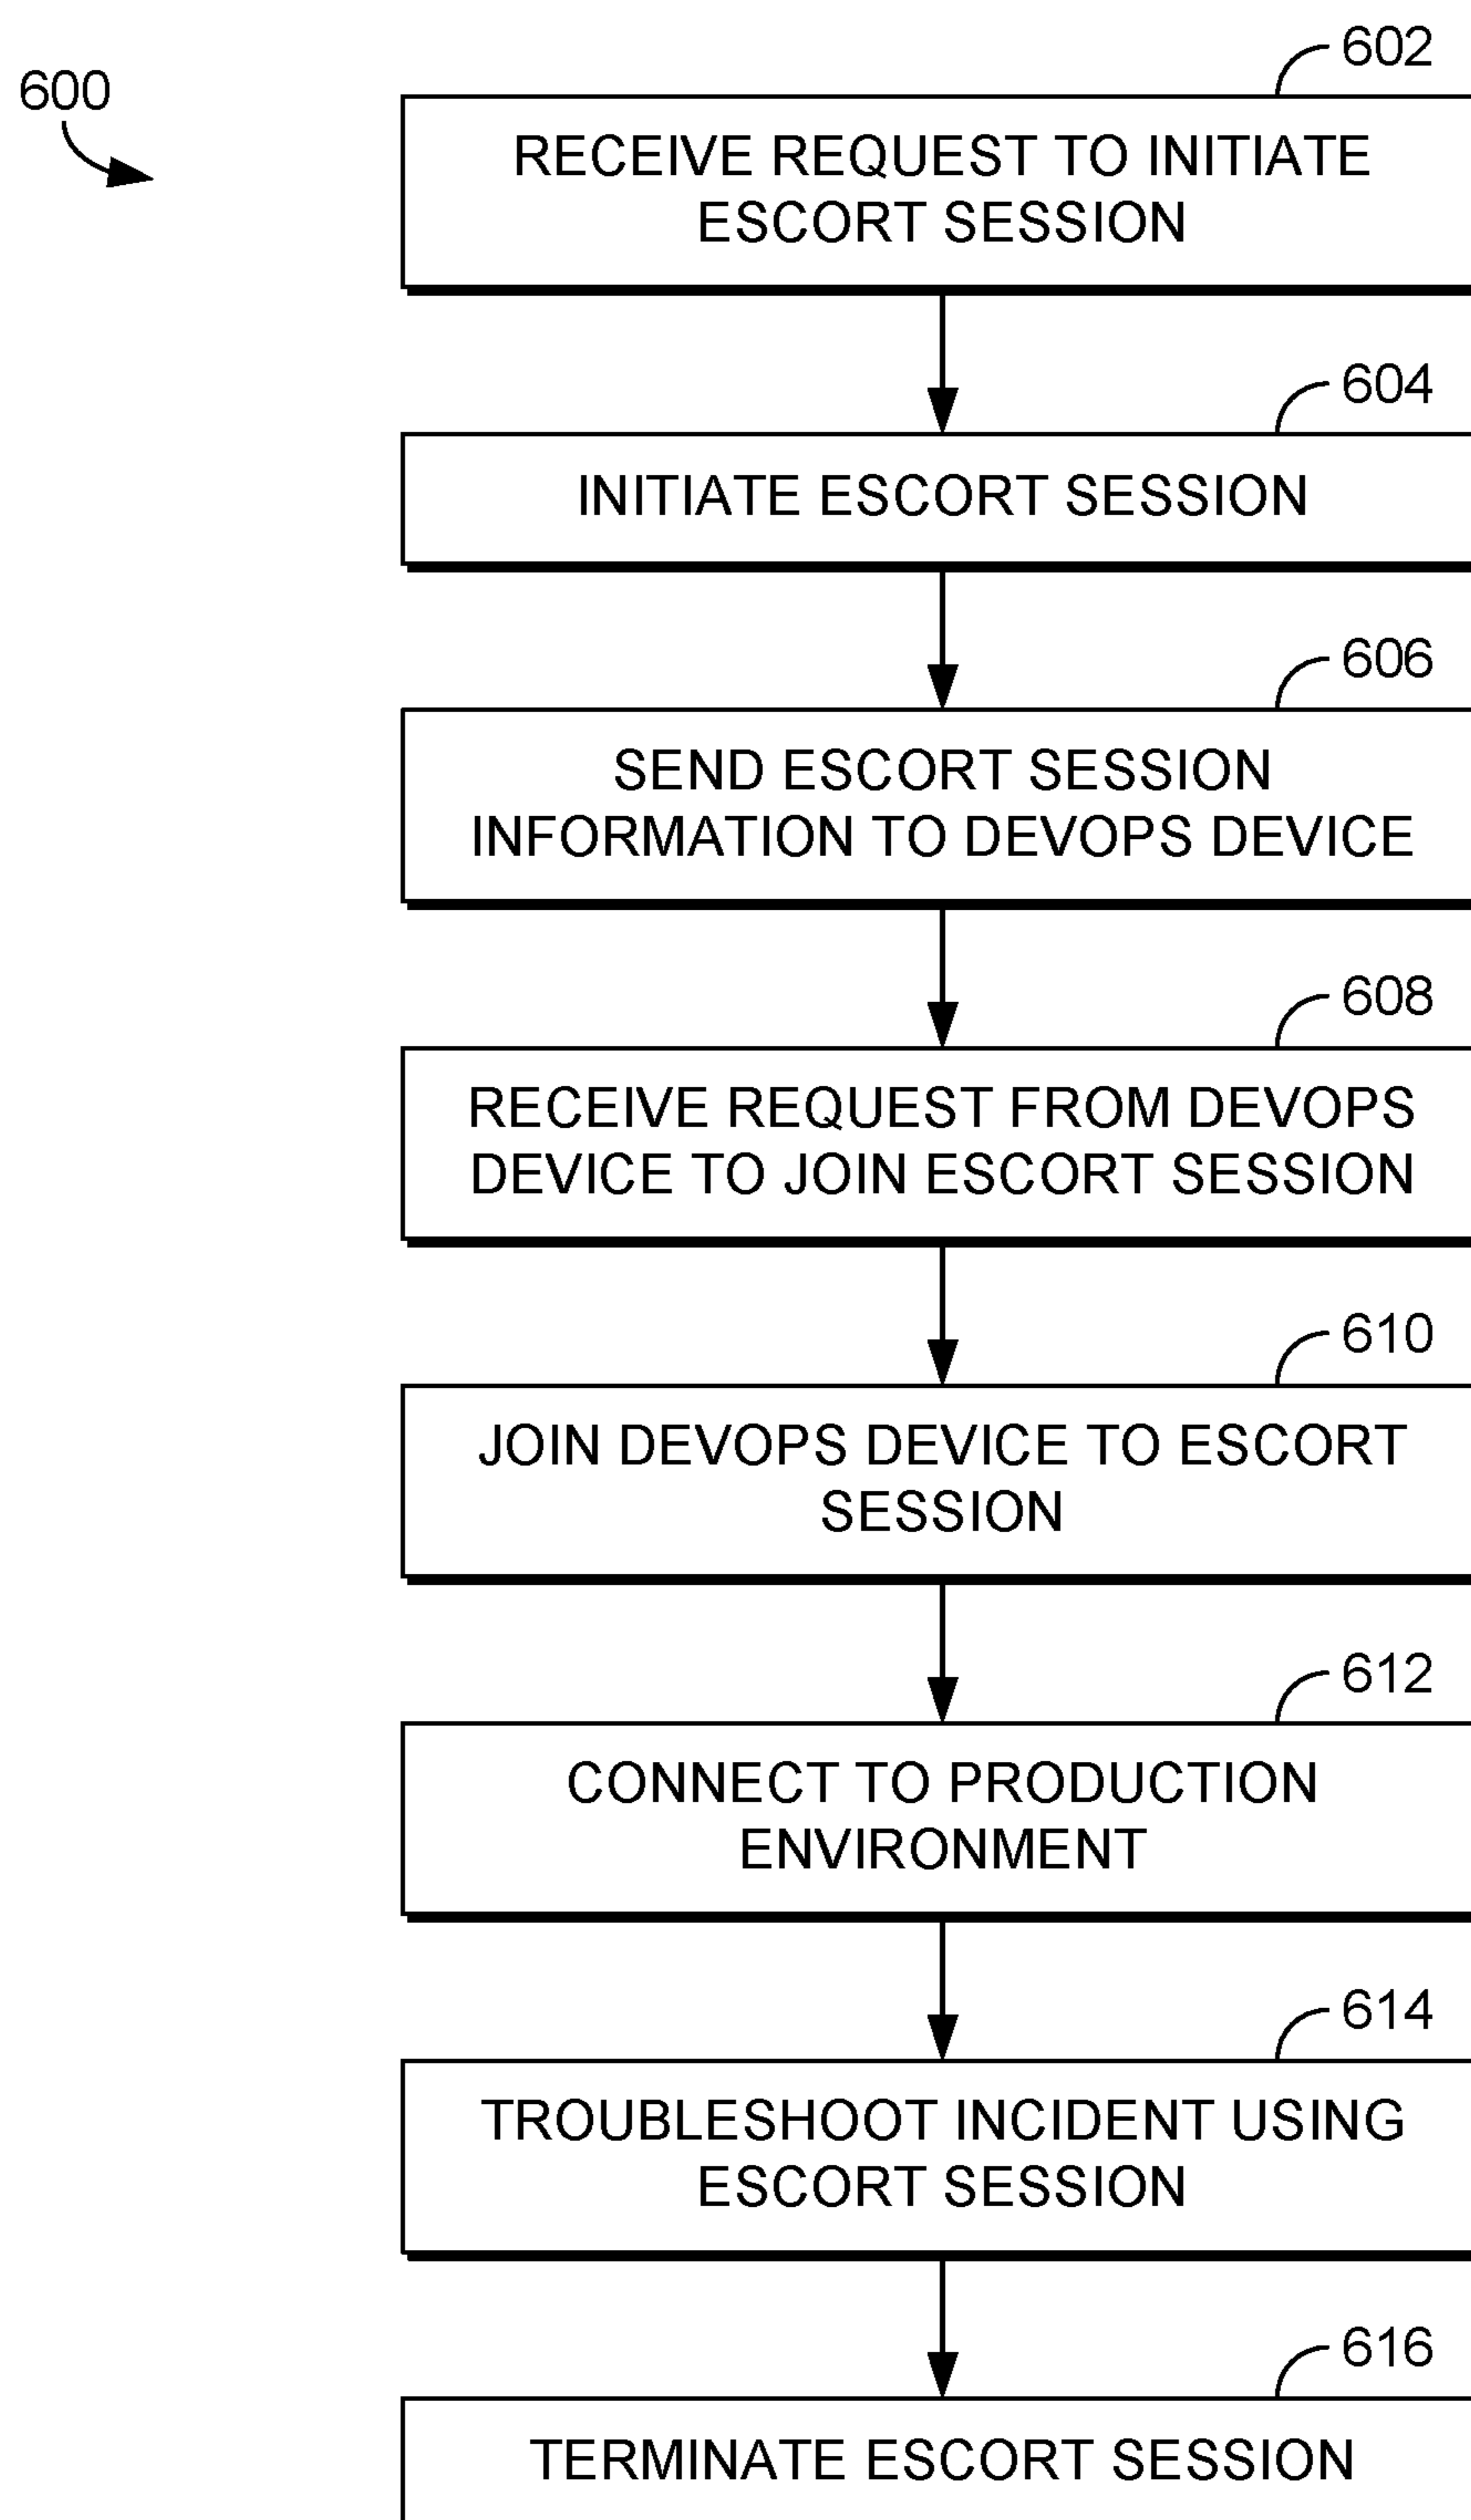 602
600
RECEIVE REQUEST TO INITIATE
ESCORT SESSION
604
INITIATE ESCORT SESSION
606
SEND ESCORT SESSION
INFORMATION TO DEVOPS DEVICE
608
RECEIVE REQUEST FROM DEVOPS
DEVICE TO JOIN ESCORT SESSION
610
JOIN DEVOPS DEVICE TO ESCORT
SESSION
612
CONNECT TO PRODUCTION
ENVIRONMENT
614
TROUBLESHOOT INCIDENT USING
ESCORT SESSION
616
TERMINATE ESCORT SESSION